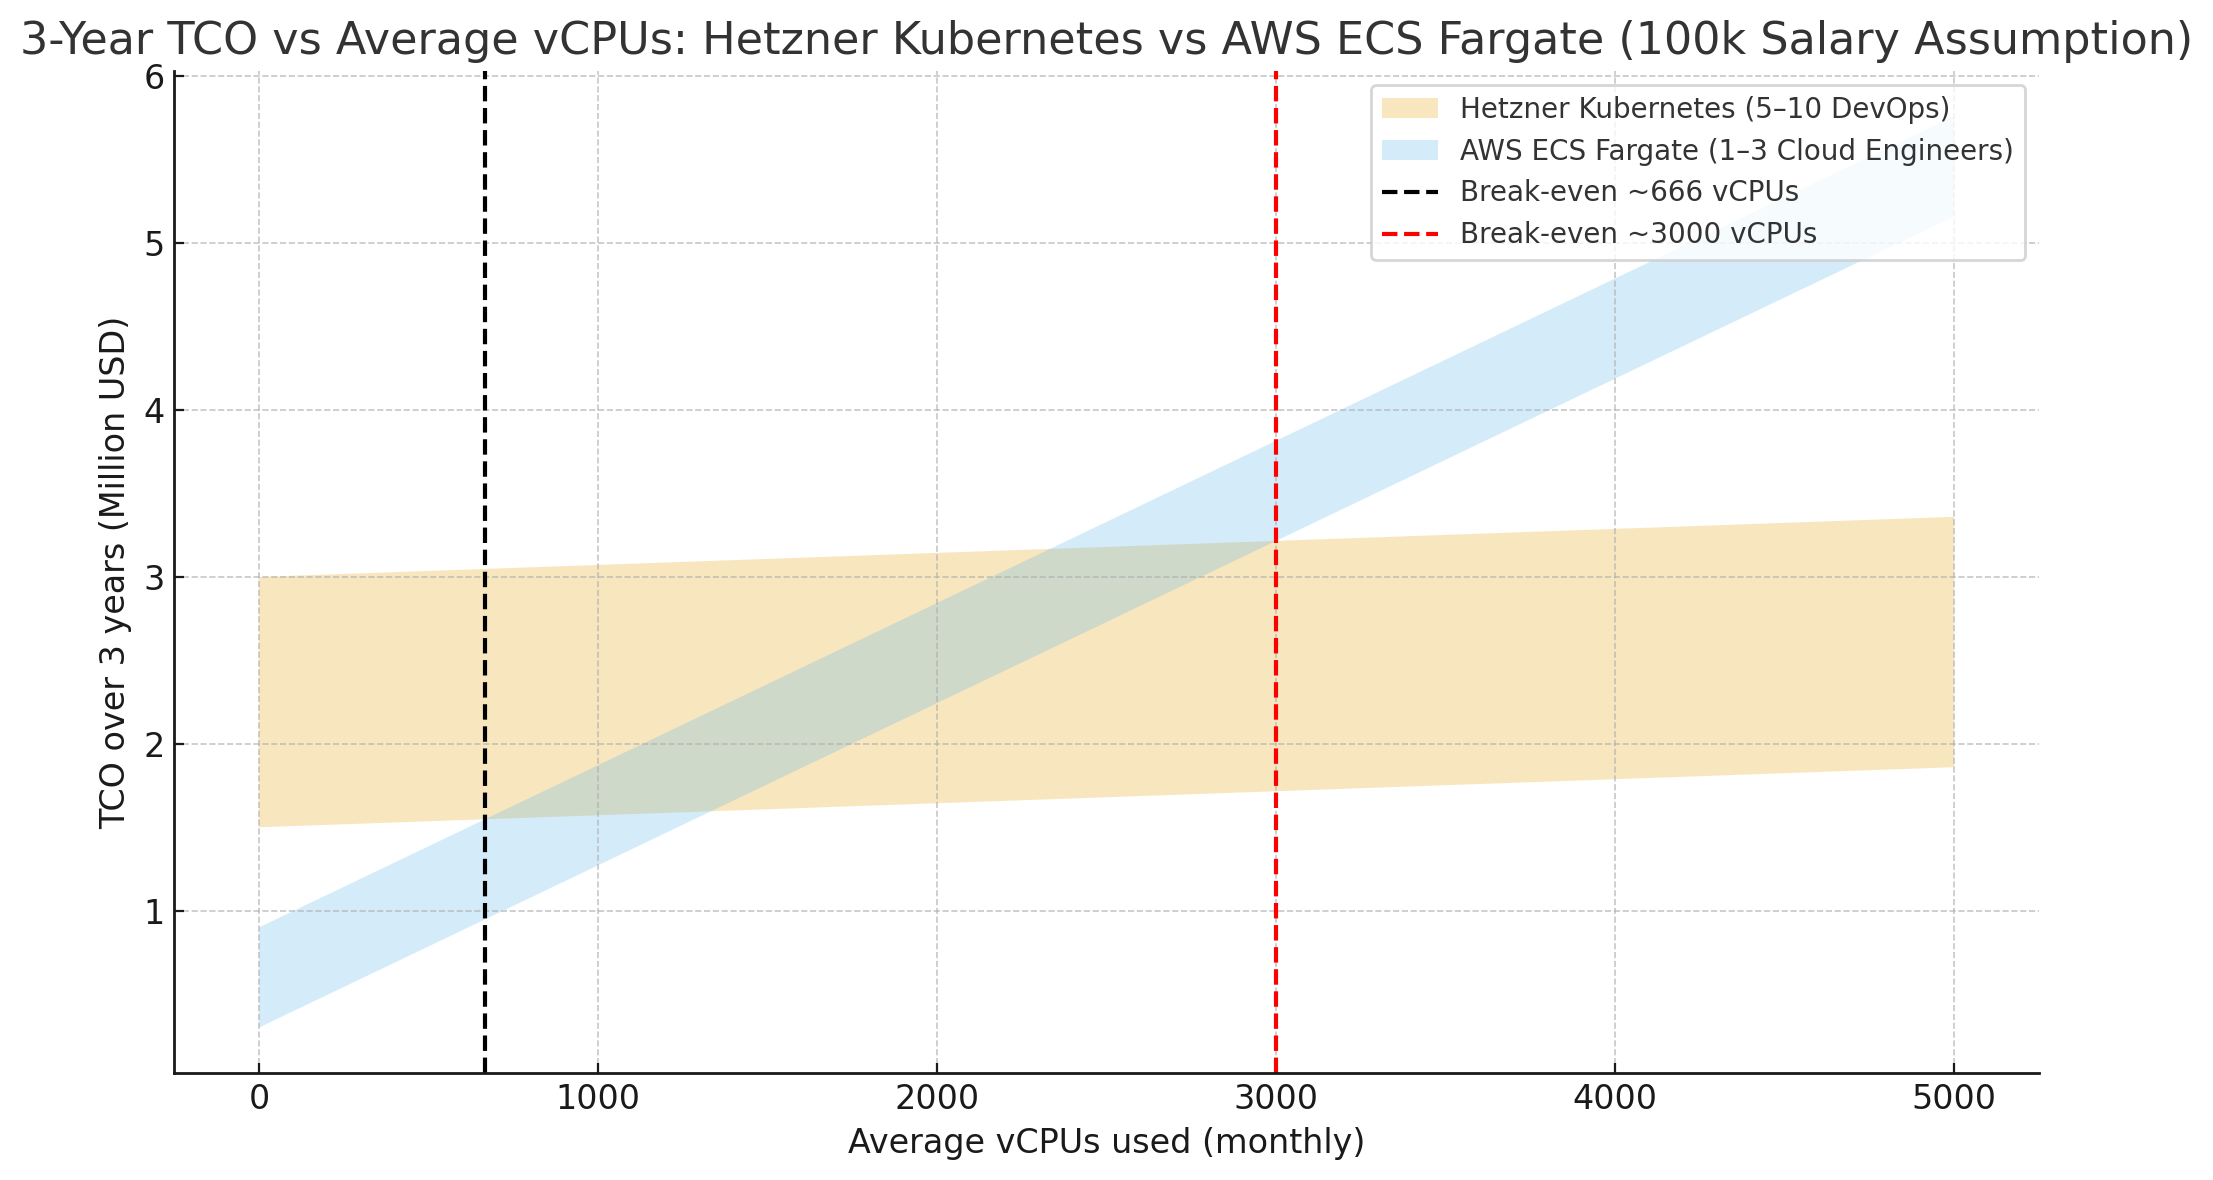 3-Year TCO vs Average vCPUs: Hetzner Kubernetes vs AWS ECS Fargate (100k Salary Assumption)
Hetzner Kubernetes (5–10 DevOps)
AWS ECS Fargate (1–3 Cloud Engineers)
Break-even ~666 vCPUs
Break-even ~3000 vCPUs
TCO over 3 years (Million USD)
6
5
4
3
2
1
0
1000
2000
3000
4000
5000
Average vCPUs used (monthly)